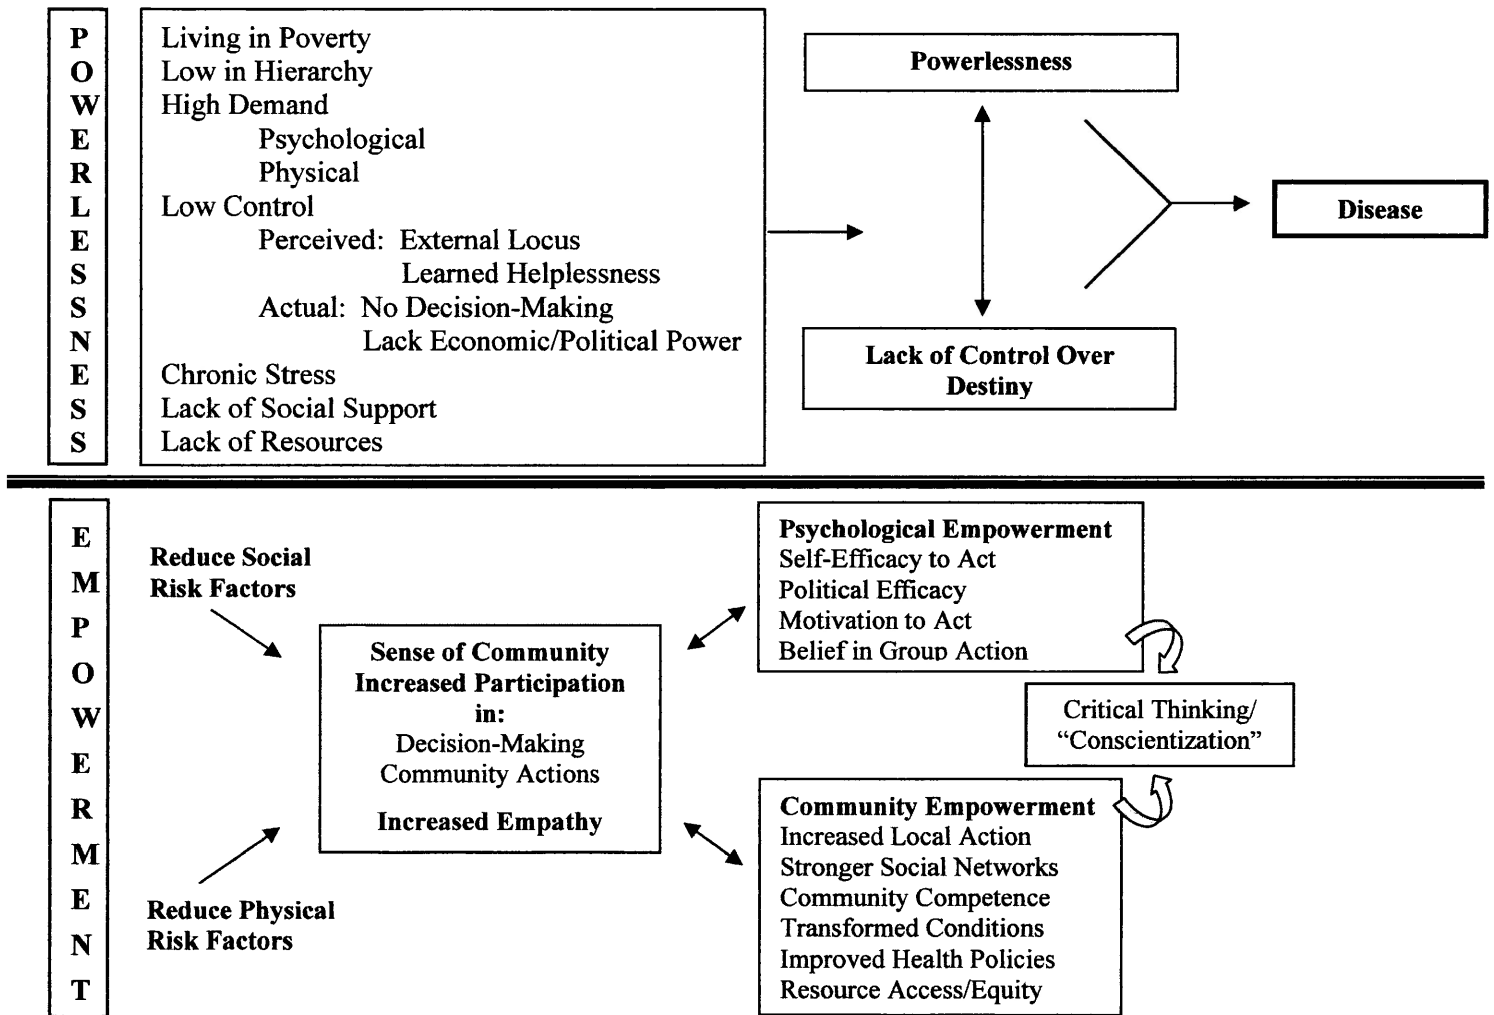 POWERLESSNESS
Living in Poverty
Low in Hierarchy
High Demand
Psychological
Physical
Low Control
Perceived: External Locus
Learned Helplessness
Actual: No Decision-Making
Lack Economic/Political Power
Chronic Stress
Lack of Social Support
Lack of Resources
Powerlessness
Lack of Control Over
Destiny
Disease
EMPOWERMENT
Reduce Social
Risk Factors
Reduce Physical
Risk Factors
Sense of Community
Increased Participation
in:
Decision-Making
Community Actions
Increased Empathy
Psychological Empowerment
Self-Efficacy to Act
Political Efficacy
Motivation to Act
Belief in Group Action
Critical Thinking/
“Conscientization”
Community Empowerment
Increased Local Action
Stronger Social Networks
Community Competence
Transformed Conditions
Improved Health Policies
Resource Access/Equity